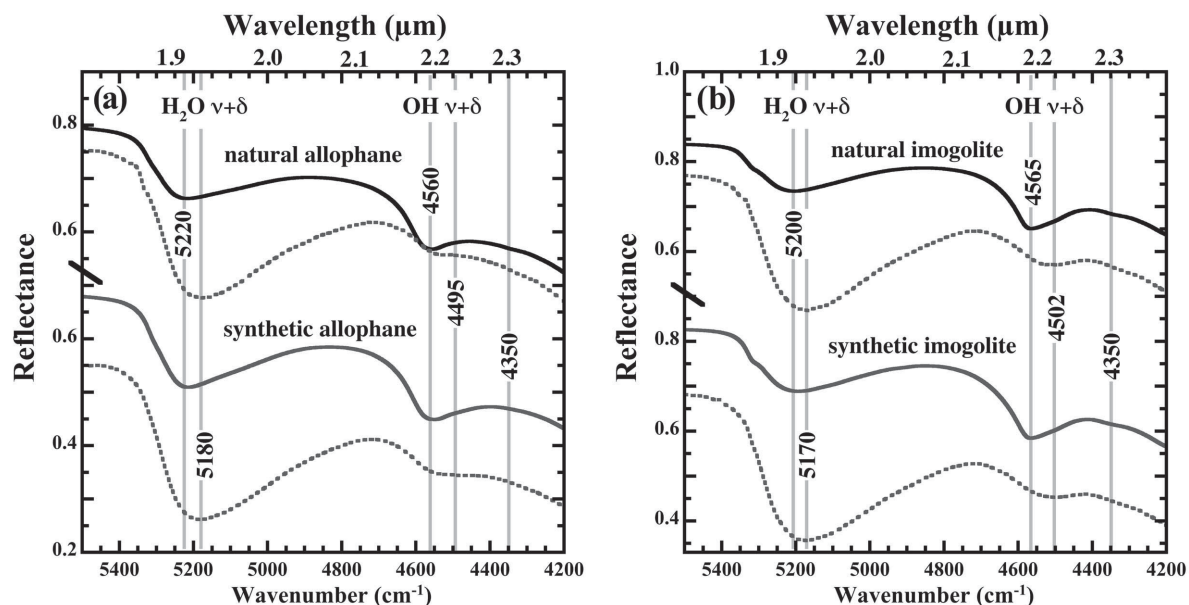 Wavelength (µm)
1.9 2.0 2.1 2.2 2.3
(a)
H2O ν+δ
OH ν+δ
natural allophane
synthetic allophane
5220
5180
4560
4495
4350
Reflectance
0.8
0.6
0.6
0.4
0.2
5400 5200 5000 4800 4600 4400 4200
Wavenumber (cm-1)
Wavelength (µm)
1.9 2.0 2.1 2.2 2.3
(b)
H2O ν+δ
OH ν+δ
natural imogolite
synthetic imogolite
5200
5170
4565
4502
4350
Reflectance
1.0
0.8
0.6
0.8
0.6
0.4
5400 5200 5000 4800 4600 4400 4200
Wavenumber (cm-1)